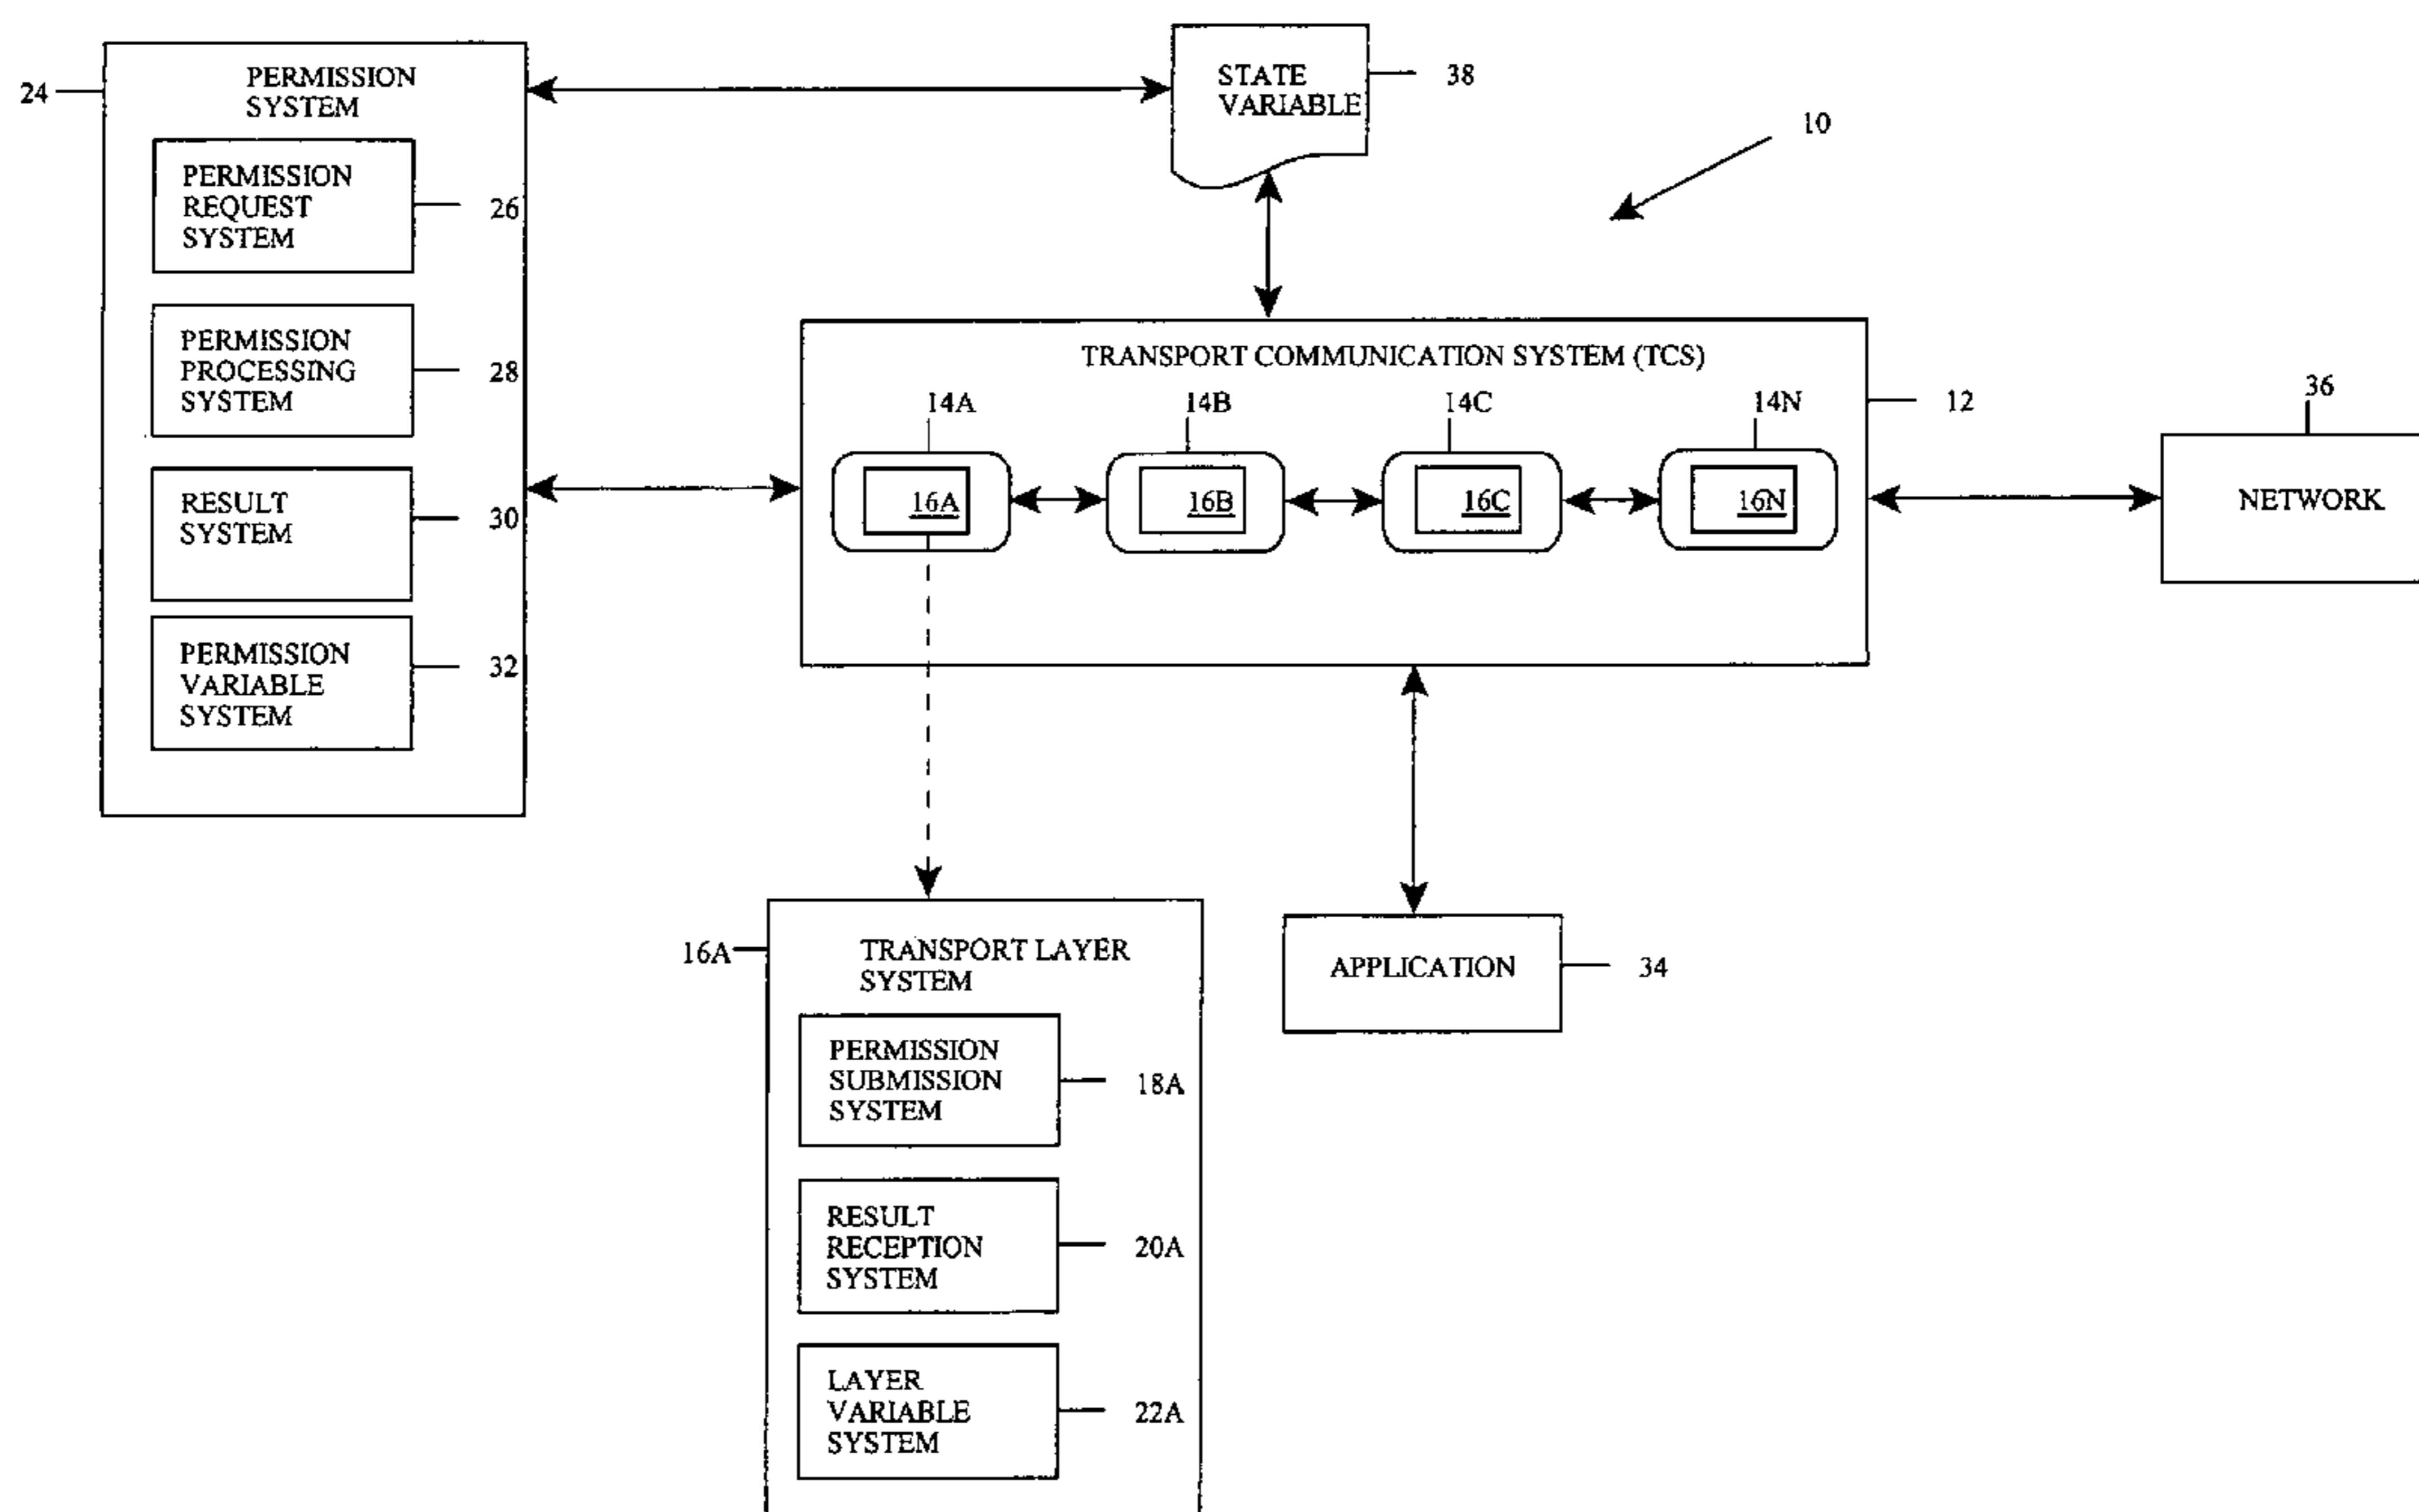 24
PERMISSION
SYSTEM
PERMISSION
REQUEST
SYSTEM
26
PERMISSION
PROCESSING
SYSTEM
28
RESULT
SYSTEM
30
PERMISSION
VARIABLE
SYSTEM
32
STATE
VARIABLE
38
10
TRANSPORT COMMUNICATION SYSTEM (TCS)
12
14A
14B
14C
14N
16A
16B
16C
16N
36
NETWORK
16A
TRANSPORT LAYER
SYSTEM
PERMISSION
SUBMISSION
SYSTEM
18A
RESULT
RECEPTION
SYSTEM
20A
LAYER
VARIABLE
SYSTEM
22A
APPLICATION
34